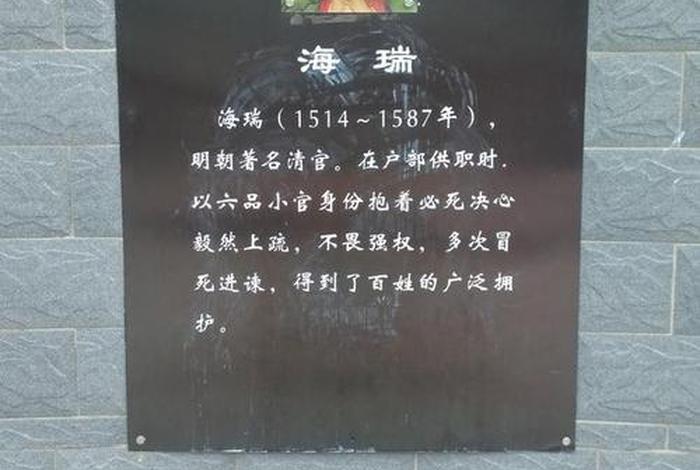 海瑞
海瑞（1514～1587年），
明朝著名清官。在户部供职时.
以六品小官身份抱着必死决心
毅然上疏，不畏强权，多次冒
死进谏，得到了百姓的广泛拥
护。